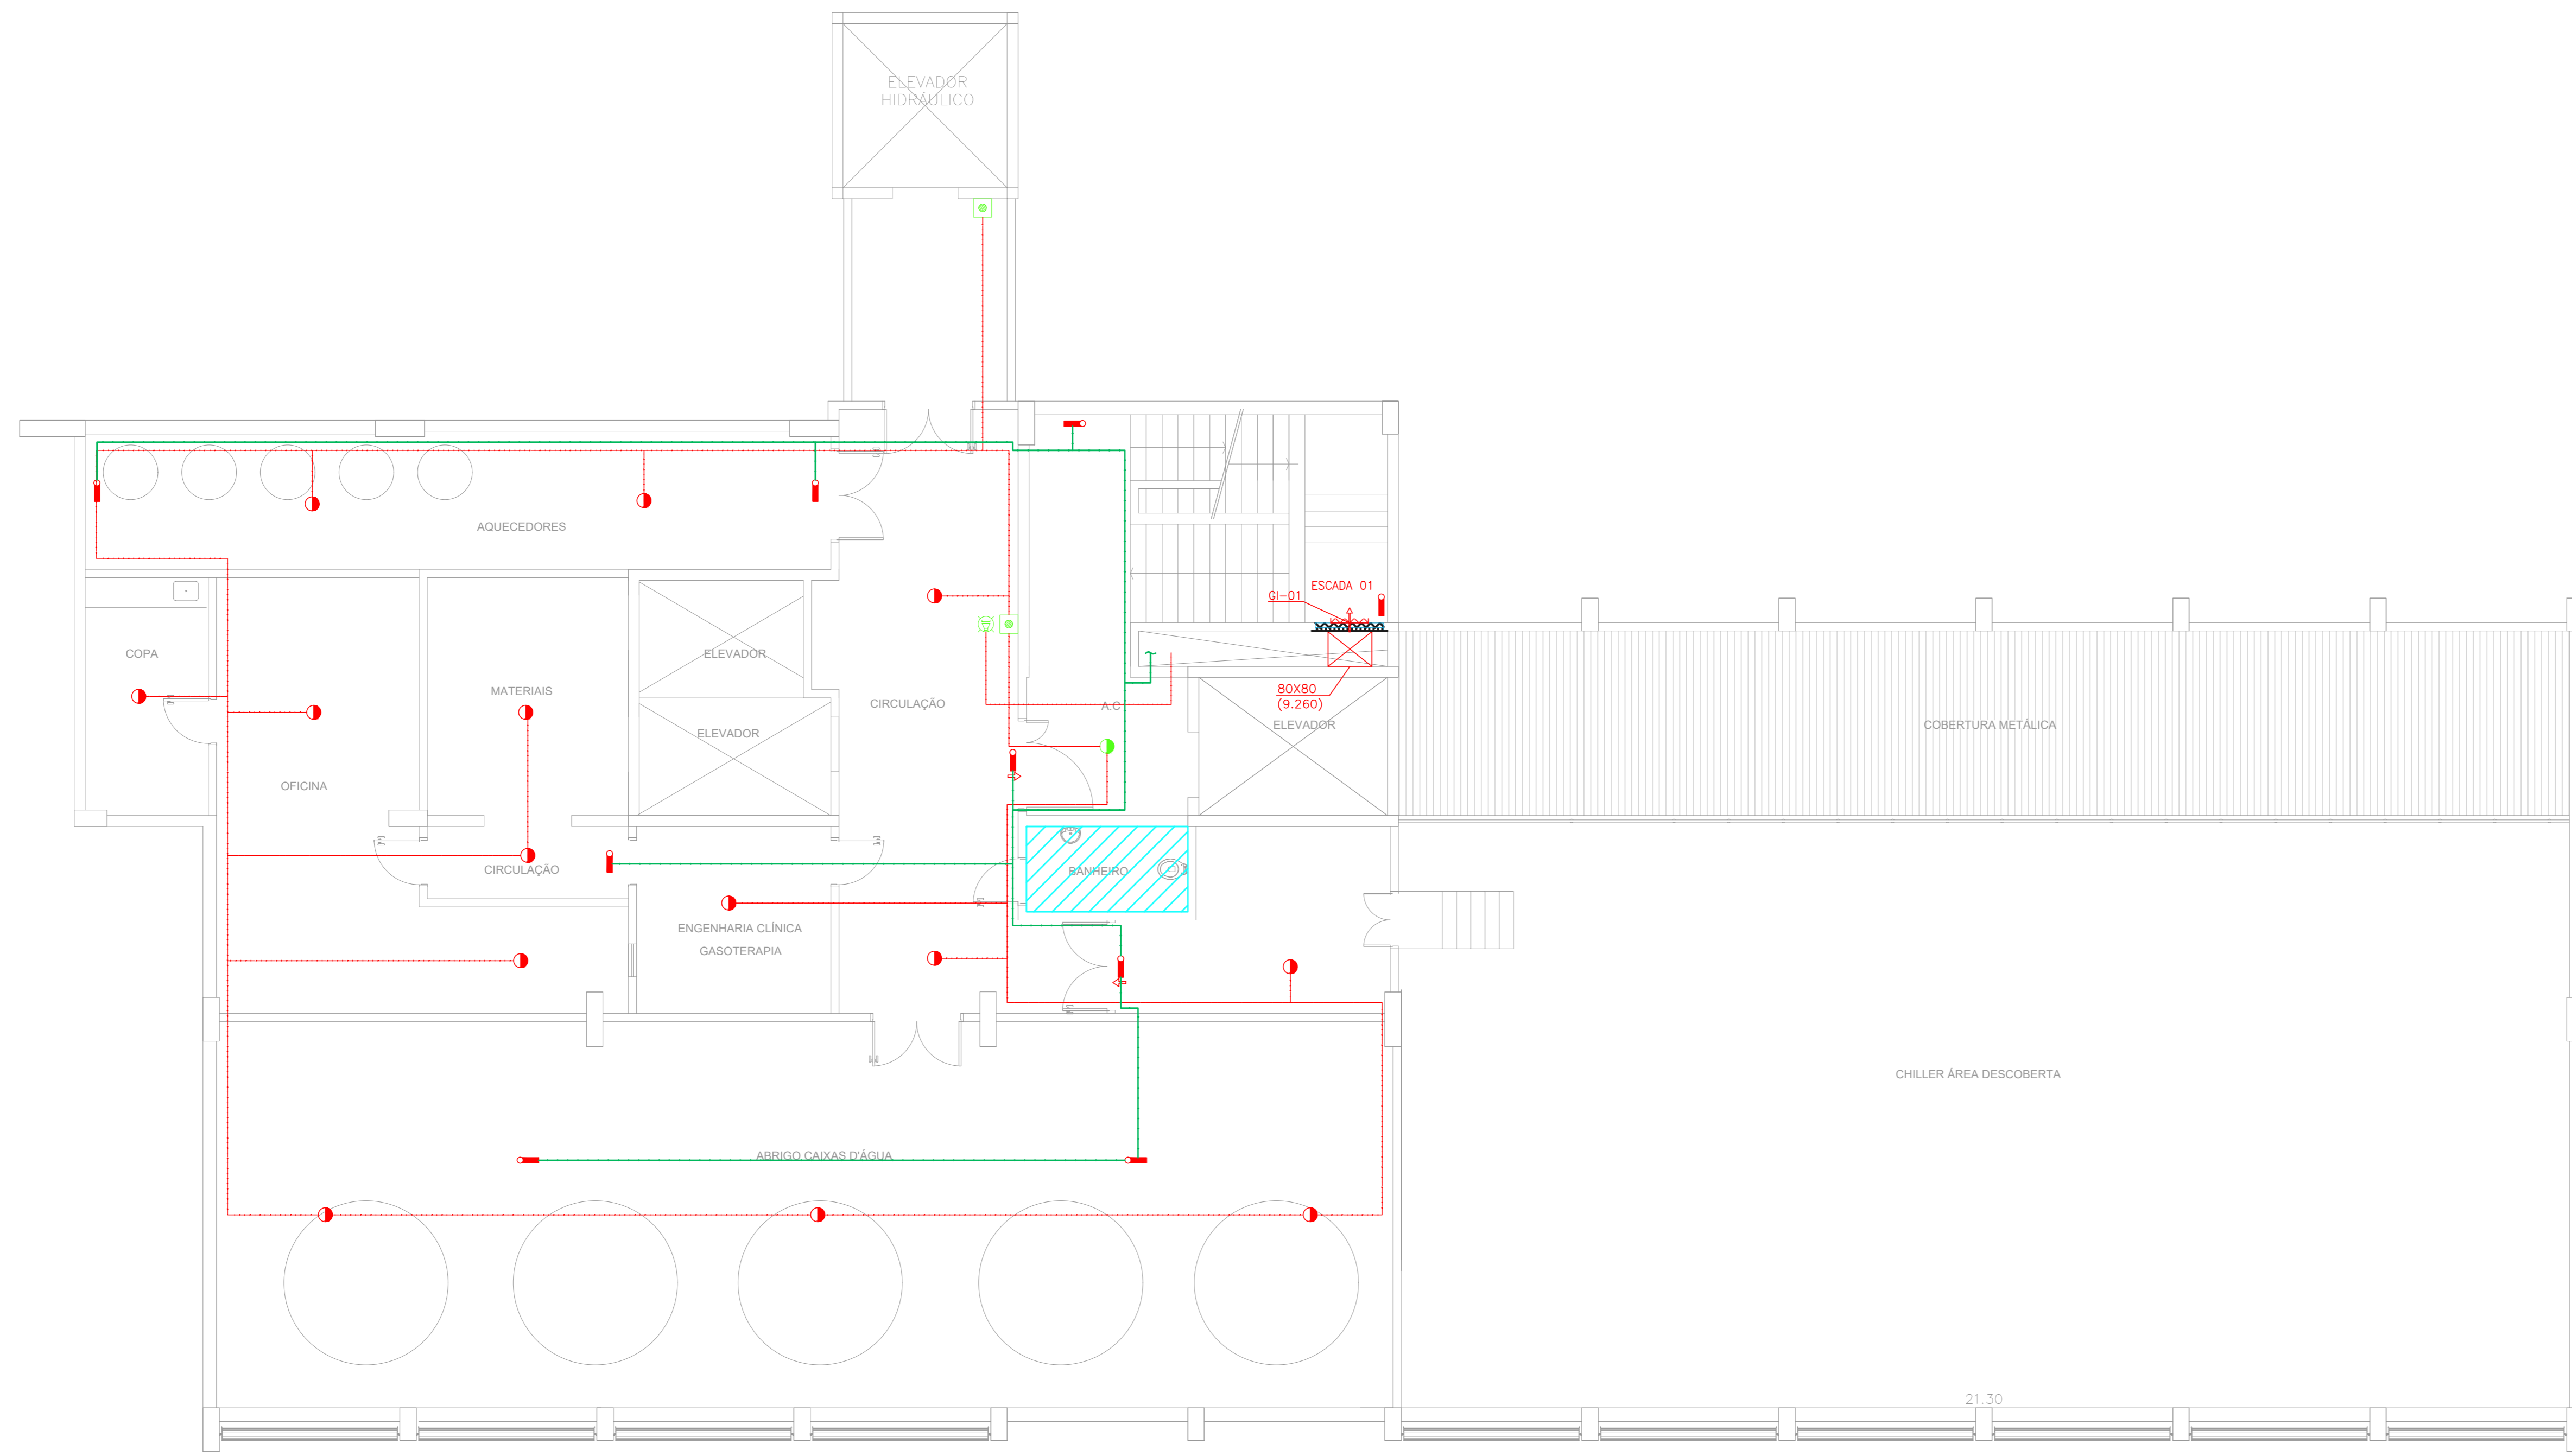 ELEVADOR
HIDRÁULICO
AQUECEDORES
ESCADA 01
GI-01
COPA
ELEVADOR
MATERIAIS
80X80
(9.260)
CIRCULAÇÃO
A.C
ELEVADOR
ELEVADOR
COBERTURA METÁLICA
OFICINA
CIRCULAÇÃO
BANHEIRO
ENGENHARIA CLÍNICA
GASOTERAPIA
CHILLER ÁREA DESCOBERTA
ABRIGO CAIXAS D'ÁGUA
21.30